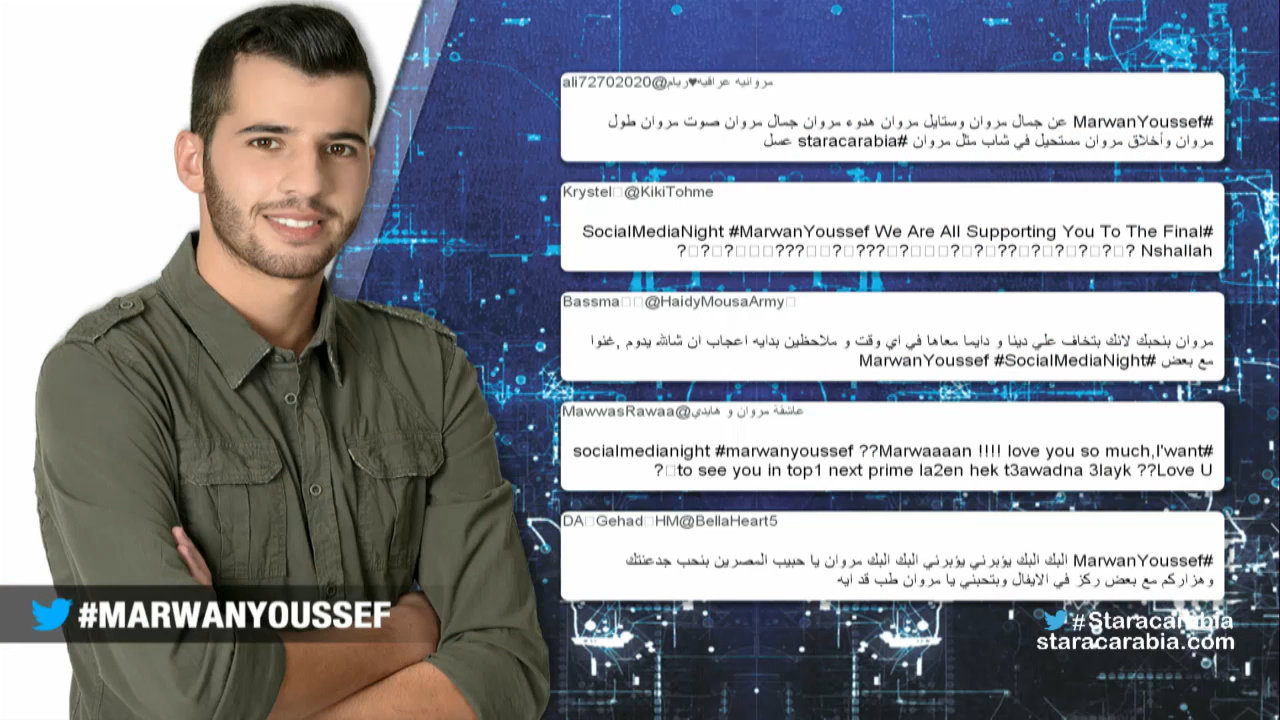 ali72702020@مروانيه عراقيه♥ريام
#MarwanYoussef عن جمال مروان وستايل مروان هدوء مروان جمال مروان صوت مروان طول
مروان وأخلاق مروان مستحيل في شاب مثل مروان #staracarabia عسل
Krystel□@KikiTohme
#SocialMediaNight #MarwanYoussef We Are All Supporting You To The Final
Nshallah ?□?□?□?□?□??□?□?□□□?□???□?□□???□□□?□?□?
Bassma□□@HaidyMousaArmy□
مروان بنحبك لانك بتخاف علي دينا و دايما معاها في اي وقت و ملاحظين بدايه اعجاب ان شاالله يدوم ,غنوا
مع بعض #MarwanYoussef #SocialMediaNight
MawwasRawaa@عاشقة مروان و هايدي
#socialmedianight #marwanyoussef ??Marwaaaan !!!! love you so much,I'want
to see you in top1 next prime la2en hek t3awadna 3layk ??Love U□?
DA□Gehad□HM@BellaHeart5
#MarwanYoussef البك البك يؤبرني يؤبرني البك البك مروان يا حبيب المصرين بنحب جدعنتك
وهزاركم مع بعض ركز في الايفال وبتحبني يا مروان طب قد ايه
#MARWANYOUSSEF
#Staracarabia
staracarabia.com